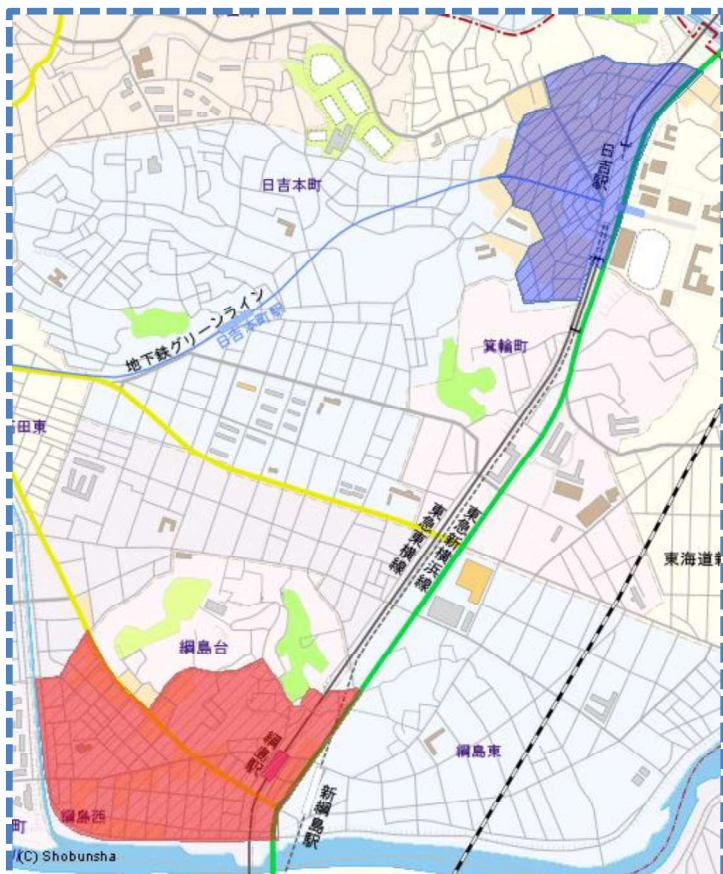 日吉駅
日吉本町
地下鉄グリーンライン
日吉本町駅
箕輪町
田東
東急東横線
東急新横浜線
東海道新
綱島台
綱島駅
綱島東
新綱島駅
綱島西
町
(C) Shobunsha